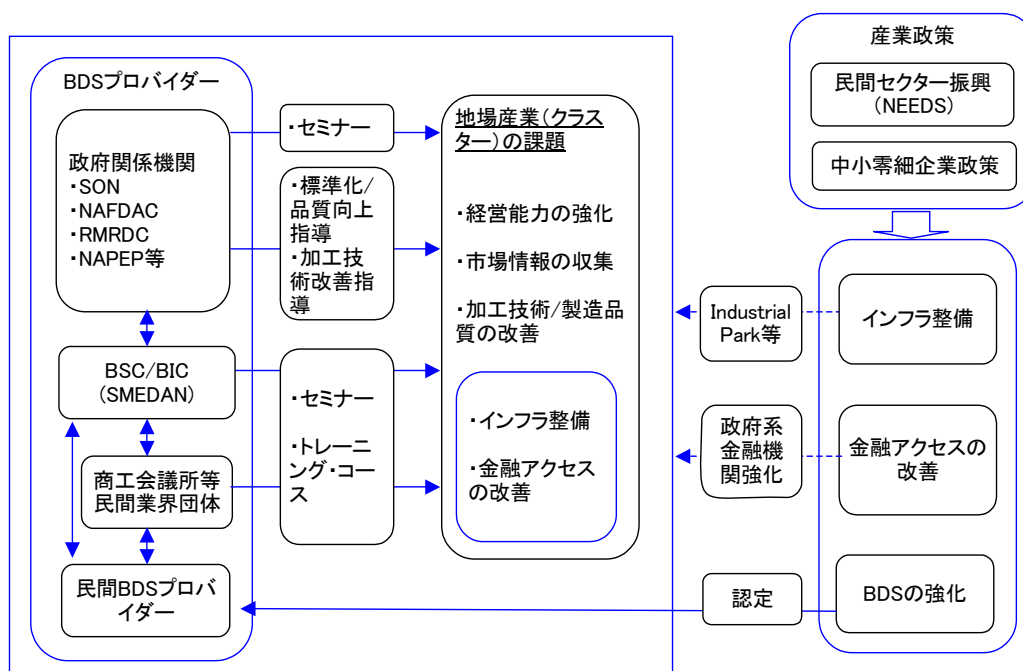 BDSプロバイダー
政府関係機関
・SON
・NAFDAC
・RMRDC
・NAPEP等
BSC/BIC
(SMEDAN)
商工会議所等
民間業界団体
民間BDSプロバ
イダー
・セミナー
・標準化/
品質向上
指導
・加工技
術改善指
導
・セミナー
・トレーニ
ング・コー
ス
地場産業(クラス
ター)の課題
・経営能力の強化
・市場情報の収集
・加工技術/製造品
質の改善
・インフラ整備
・金融アクセス
の改善
産業政策
民間セクター振興
(NEEDS)
中小零細企業政策
Industrial
Park等
インフラ整備
政府系
金融機
関強化
金融アクセスの
改善
認定
BDSの強化